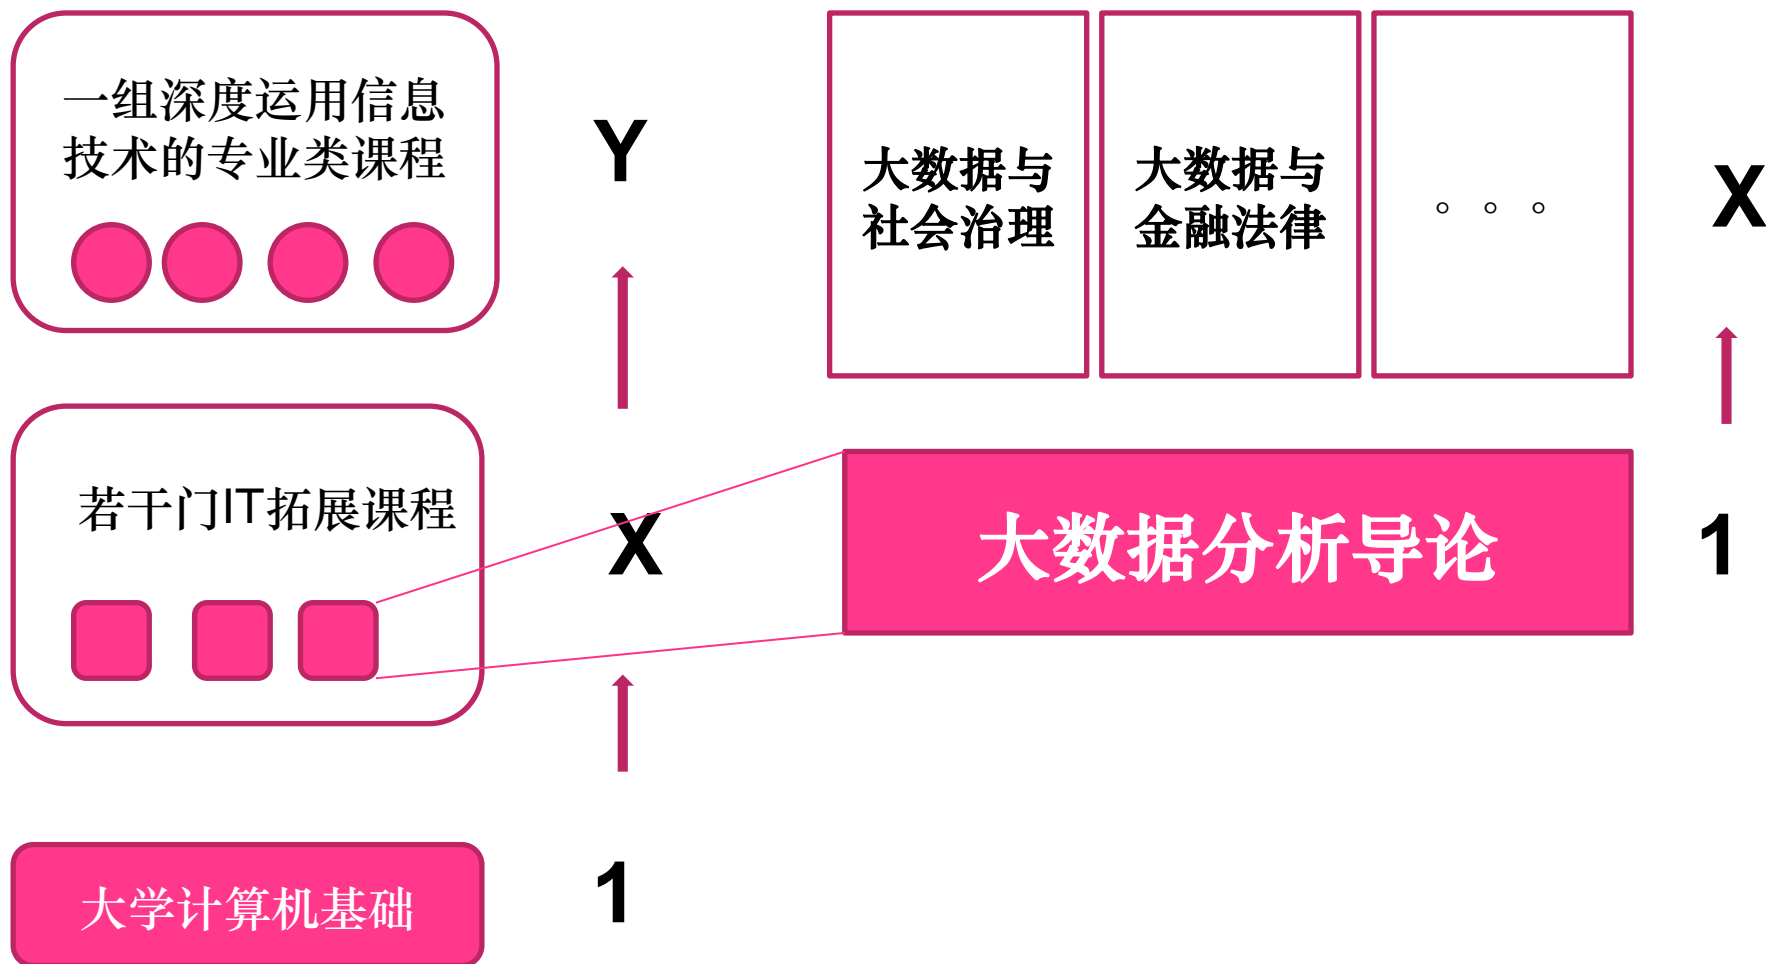 一组深度运用信息
技术的专业类课程
Y
若干门IT拓展课程
X
大学计算机基础
1
大数据与
社会治理
大数据与
金融法律
。。。
X
大数据分析导论
1